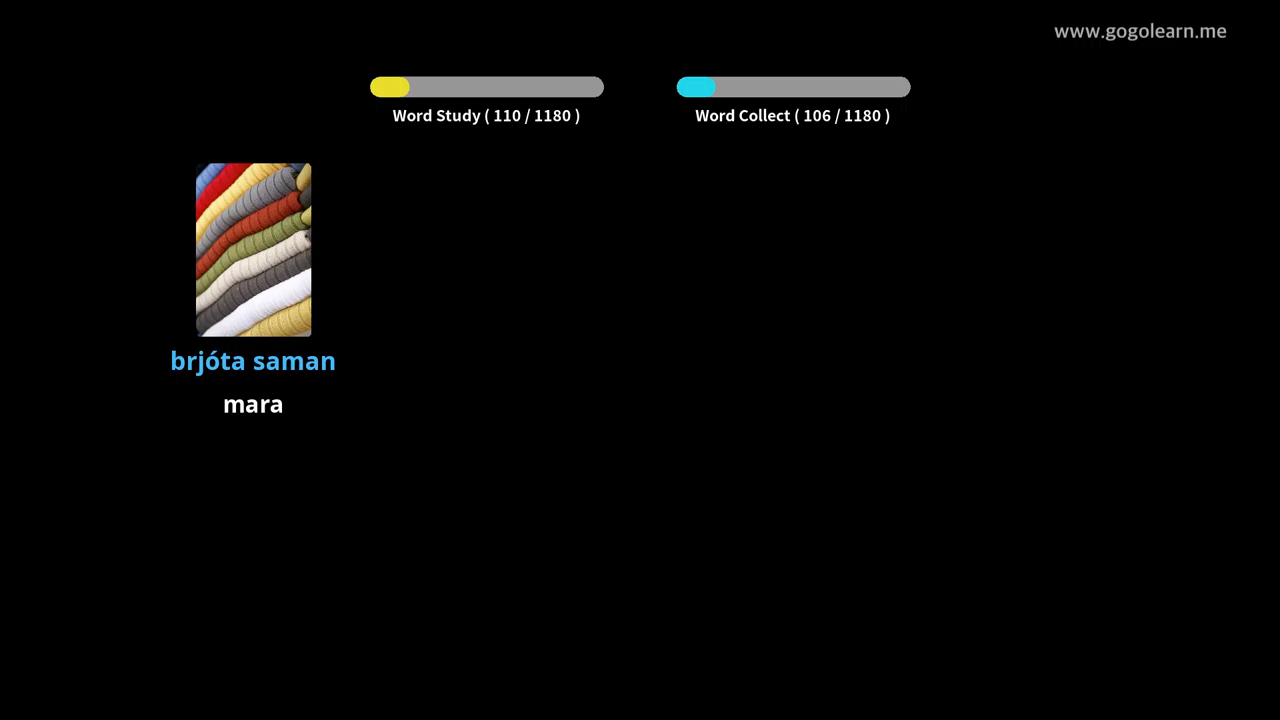 www.gogolearn.me
Word Study ( 110 / 1180 )
Word Collect ( 106 / 1180 )
brjóta saman
mara